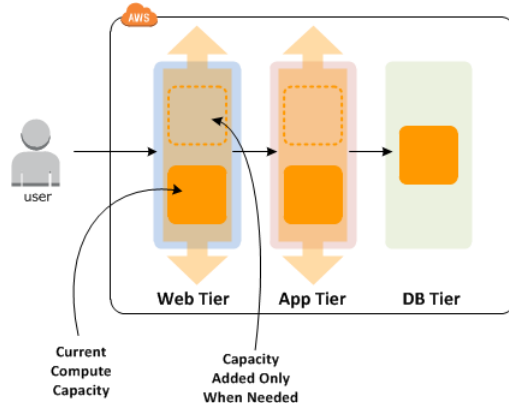 AWS
user
Web Tier
App Tier
DB Tier
Current
Compute
Capacity
Capacity
Added Only
When Needed